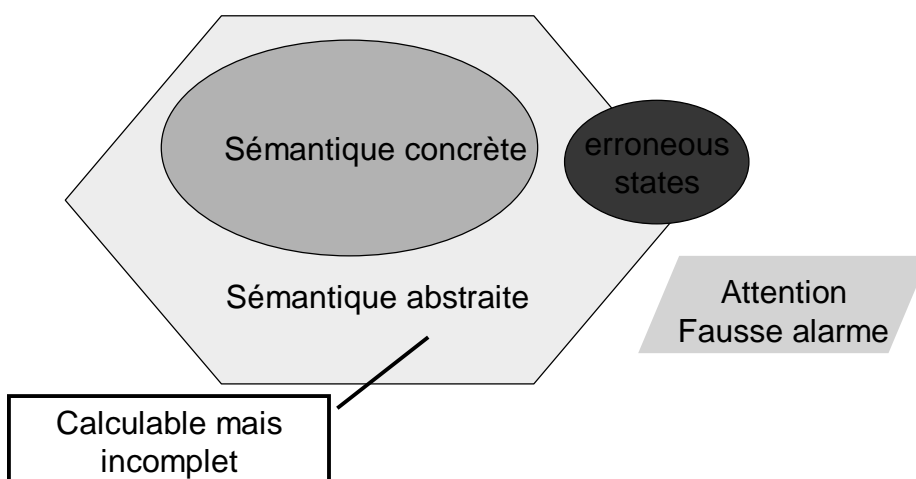 Sémantique concrète
erroneous
states
Sémantique abstraite
Attention
Fausse alarme
Calculable mais
incomplet